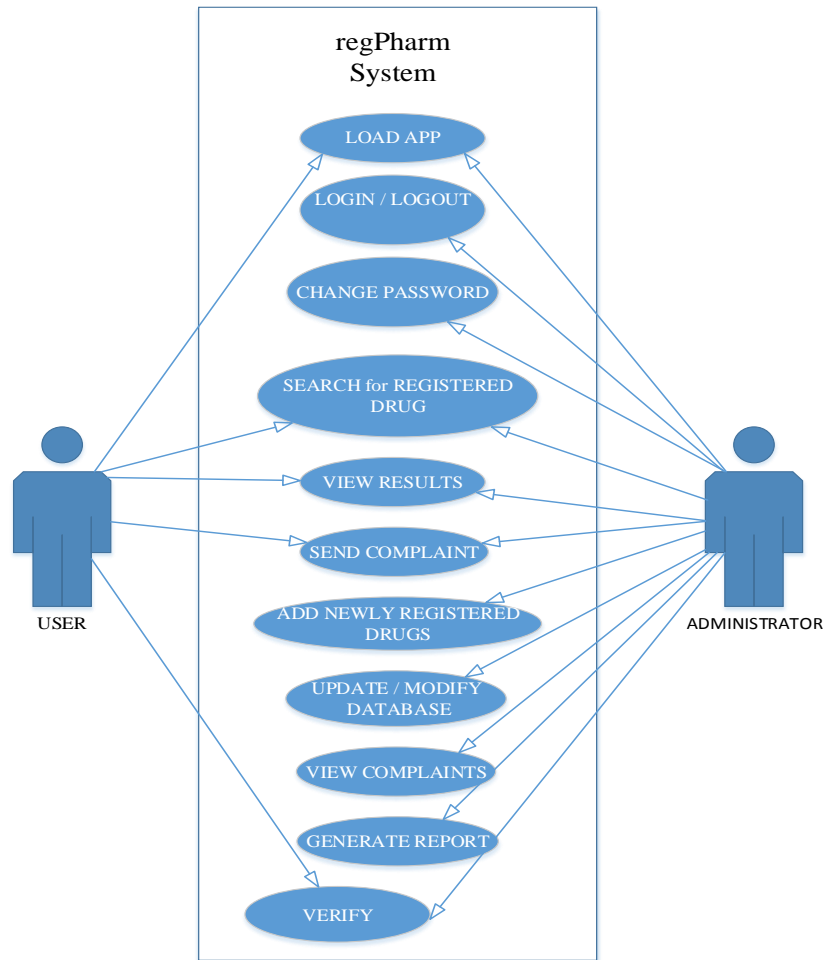 regPharm
System
LOAD APP
LOGIN / LOGOUT
CHANGE PASSWORD
SEARCH for REGISTERED
DRUG
VIEW RESULTS
SEND COMPLAINT
USER
ADMINISTRATOR
ADD NEWLY REGISTERED
DRUGS
UPDATE / MODIFY
DATABASE
VIEW COMPLAINTS
GENERATE REPORT
VERIFY